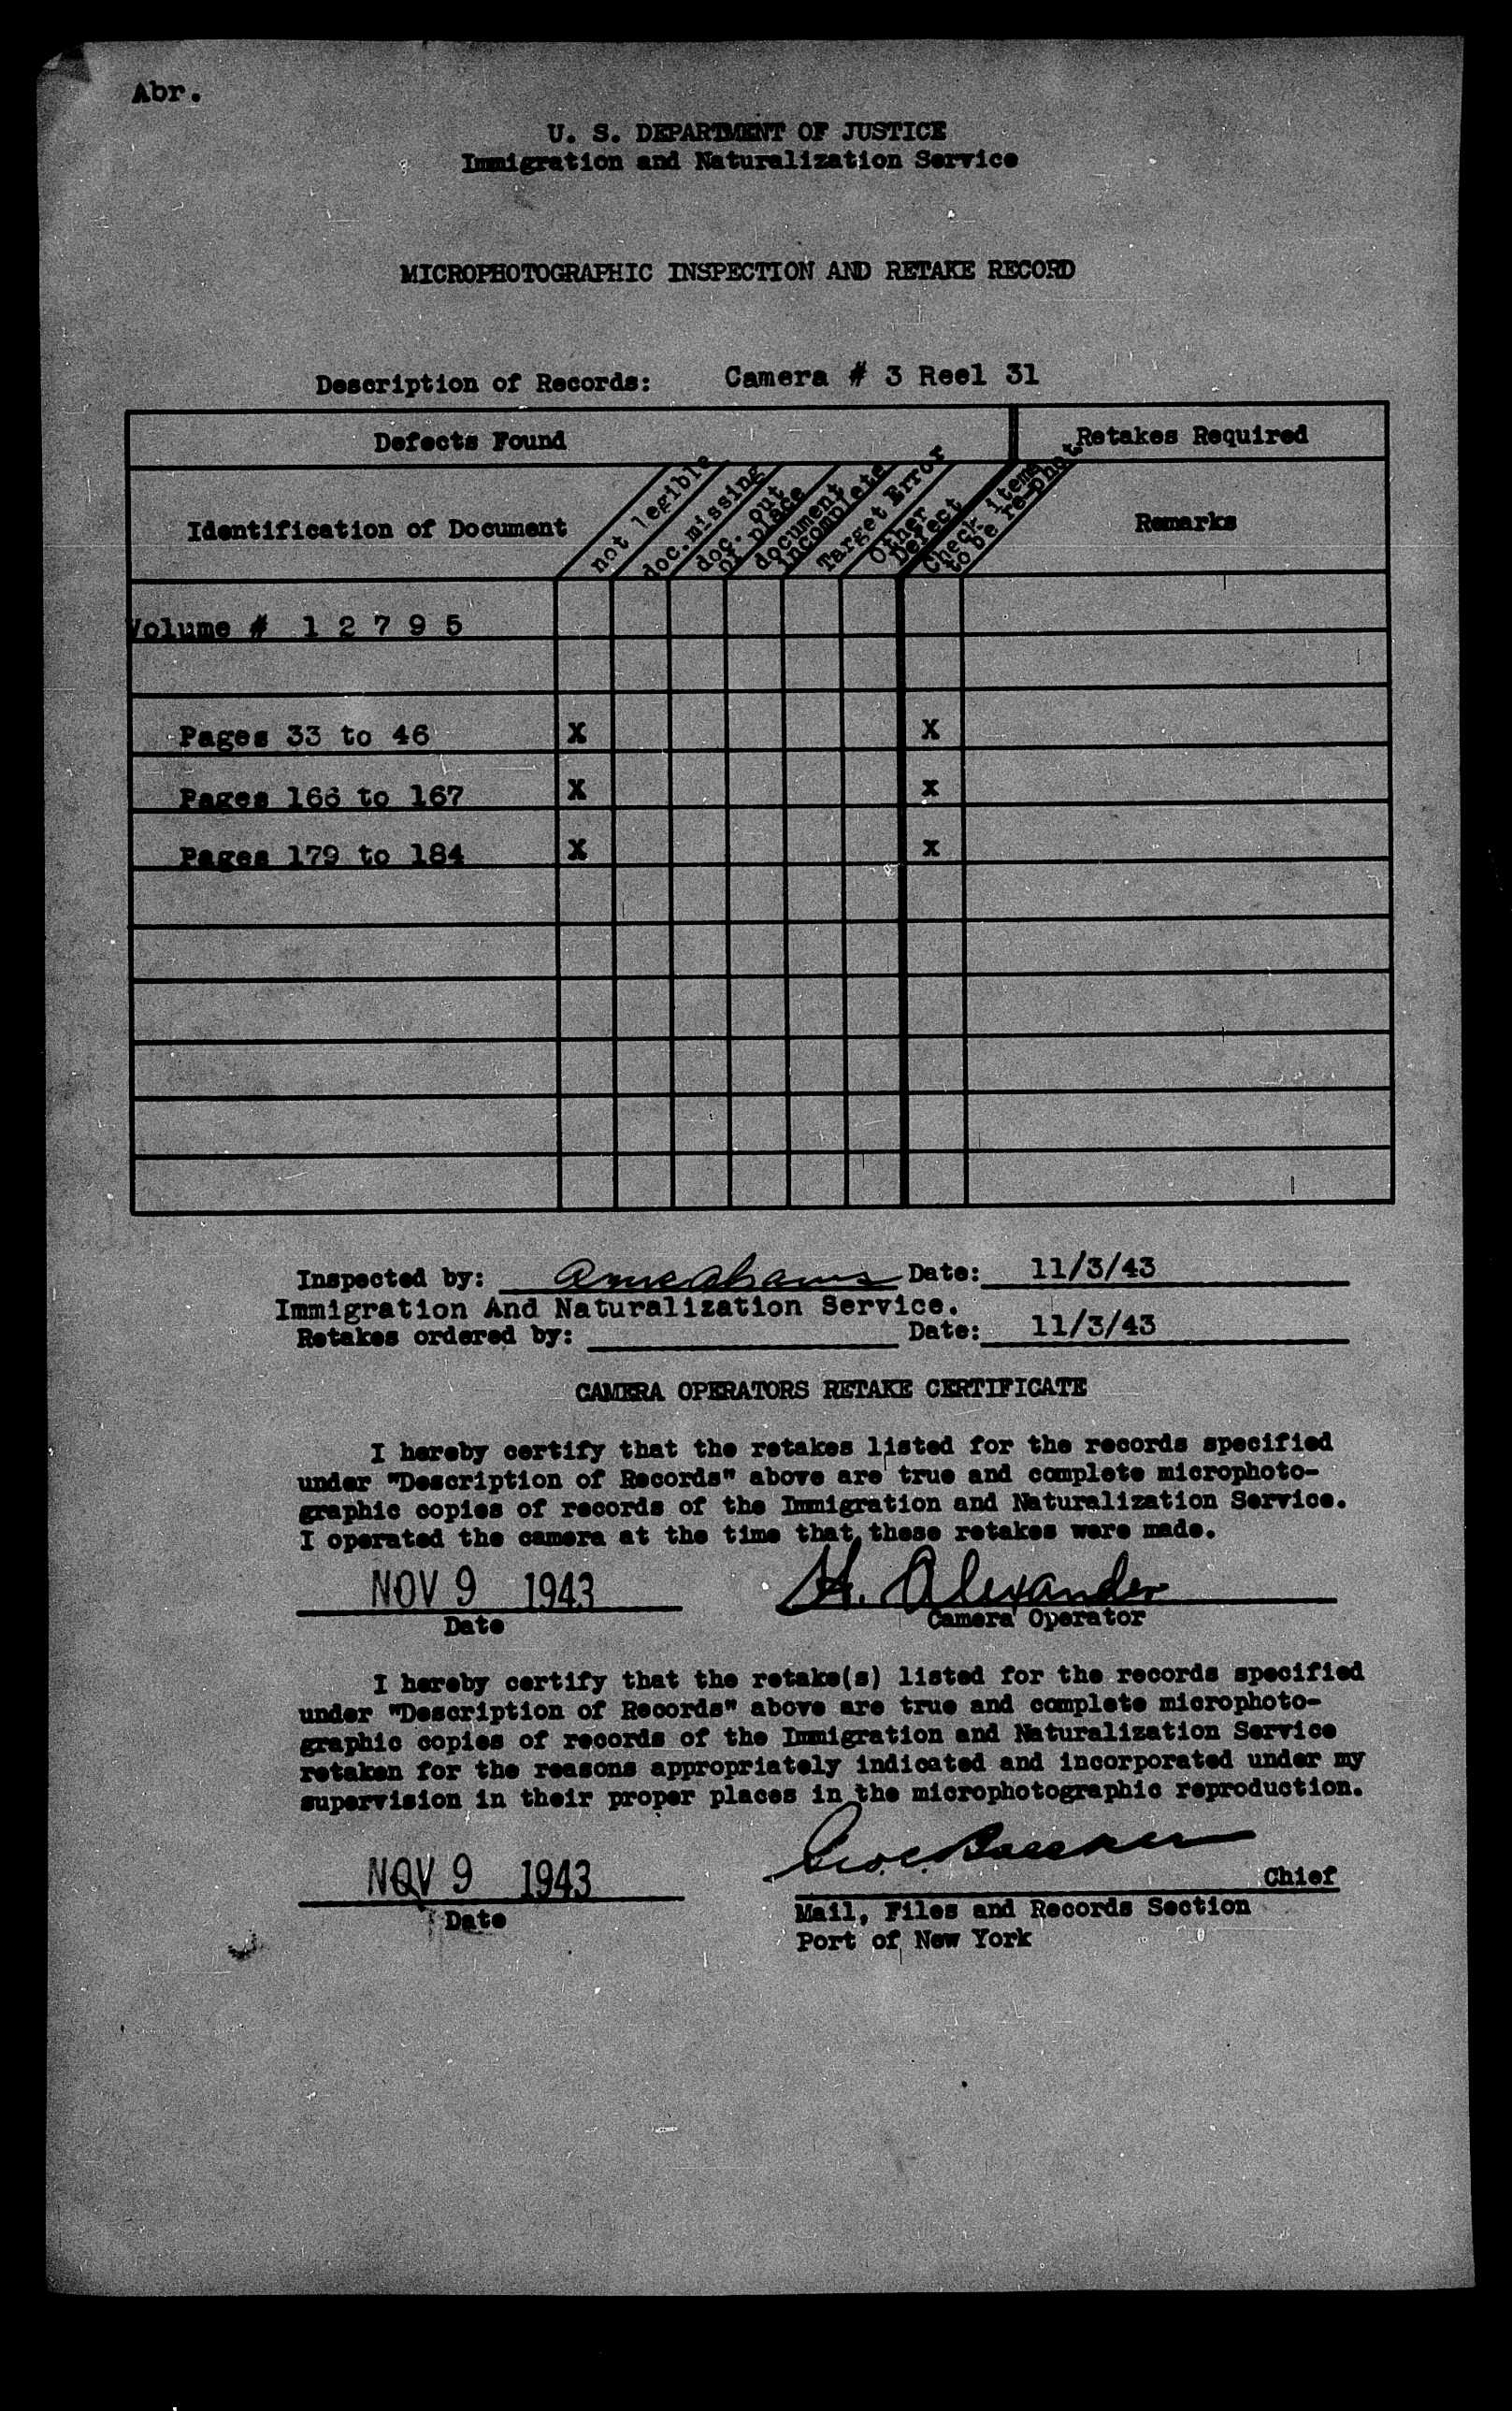 Abr.
U. S. DEPARTMENT OF JUSTICE
Immigration and Naturalization Service
MICROPHOTOGRAPHIC INSPECTION AND RETAKE RECORD
Description of Records: Camera # 3 Reel 31
Defects Found Retakes Required
Identification of Document
not legible
doc. missing
doc. out
of place
document
incomplete
Target Error
Other
Defect
Check items
to be re-phot.
Remarks
Volume # 1 2 7 9 5
Pages 33 to 46 X X
Pages 166 to 167 X x
Pages 179 to 184 X x
Inspected by: Date: 11/3/43
Immigration And Naturalization Service.
Retakes ordered by: Date: 11/3/43
CAMERA OPERATORS RETAKE CERTIFICATE
I hereby certify that the retakes listed for the records specified
under "Description of Records" above are true and complete microphoto-
graphic copies of records of the Immigration and Naturalization Service.
I operated the camera at the time that these retakes were made.
NOV 9 1943 H. Alexander
Date Camera Operator
I hereby certify that the retake(s) listed for the records specified
under "Description of Records" above are true and complete microphoto-
graphic copies of records of the Immigration and Naturalization Service
retaken for the reasons appropriately indicated and incorporated under my
supervision in their proper places in the microphotographic reproduction.
NOV 9 1943
Chief
Date
Mail, Files and Records Section
Port of New York